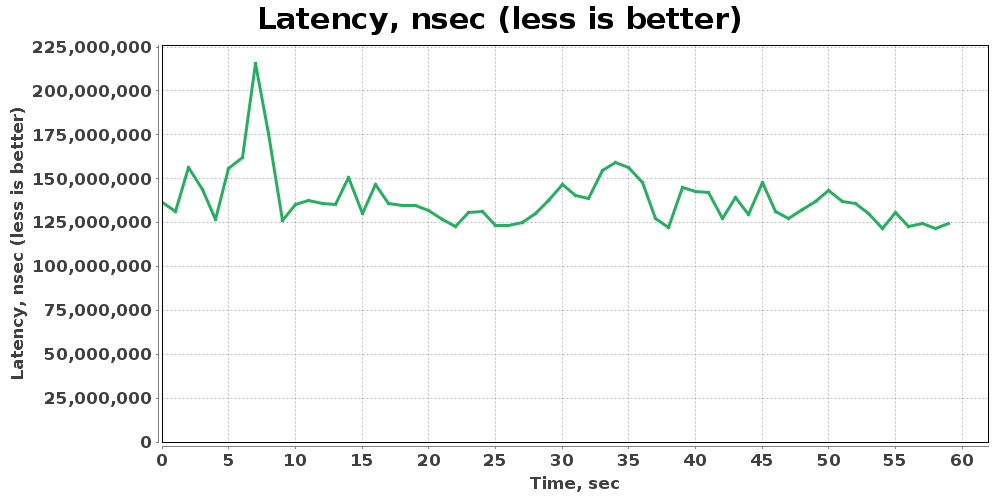 Latency, nsec (less is better)
Latency, nsec (less is better)
225,000,000
200,000,000
175,000,000
150,000,000
125,000,000
100,000,000
75,000,000
50,000,000
25,000,000
0
0 5 10 15 20 25 30 35 40 45 50 55 60
Time, sec